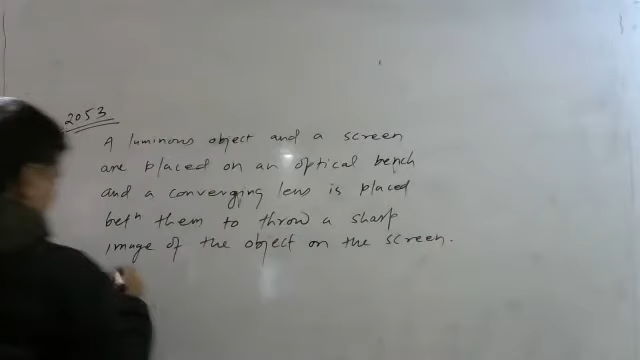 2053
A luminous object and a screen
are placed on an optical bench
and a converging lens is placed
betn them to throw a sharp
image of the object on the screen.